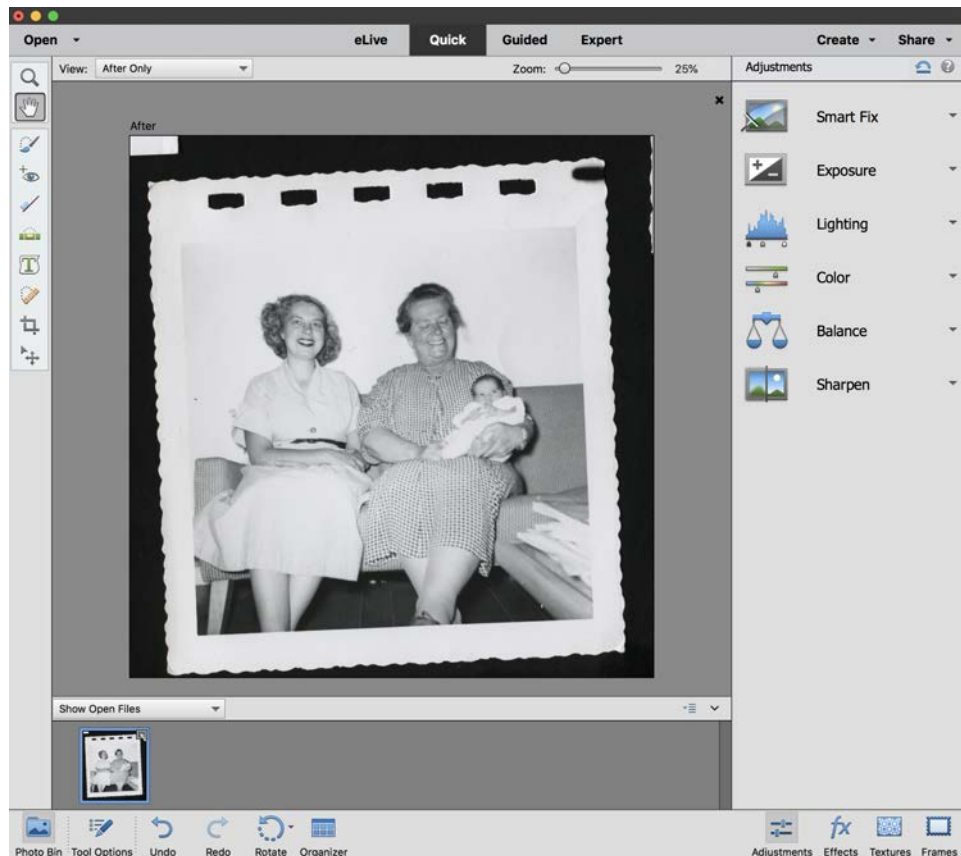 Open eLive Quick Guided Expert Create Share
View: After Only Zoom: 25% Adjustments
After
Smart Fix
Exposure
Lighting
Color
Balance
Sharpen
Show Open Files
Photo Bin Tool Options Undo Redo Rotate Organizer Adjustments Effects Textures Frames